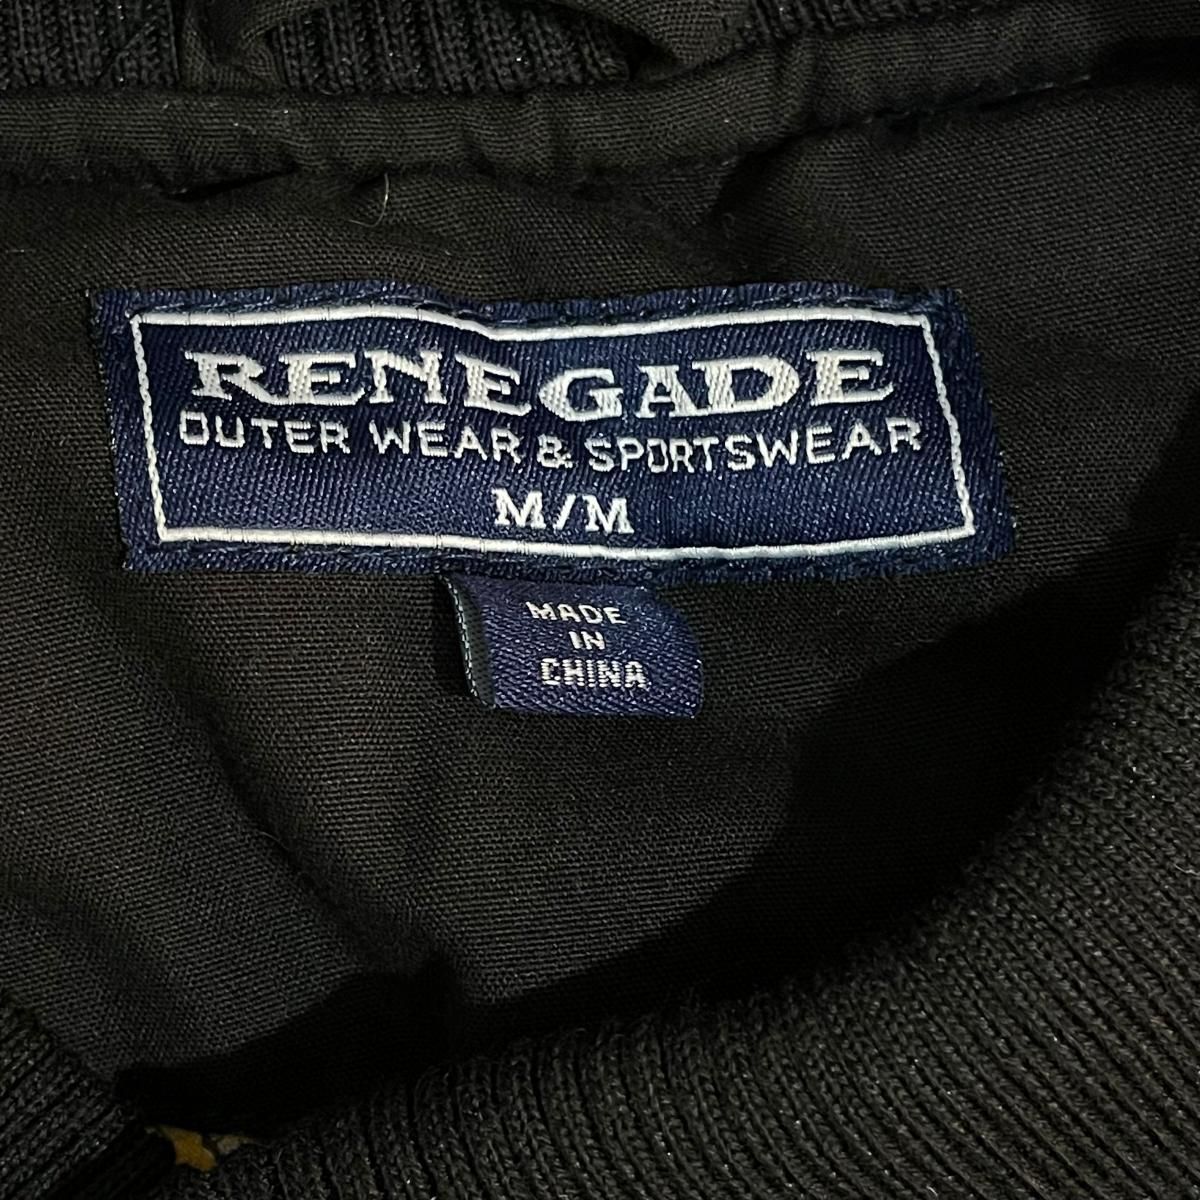 RENEGADE
OUTER WEAR & SPORTSWEAR
M/M
MADE
IN
CHINA